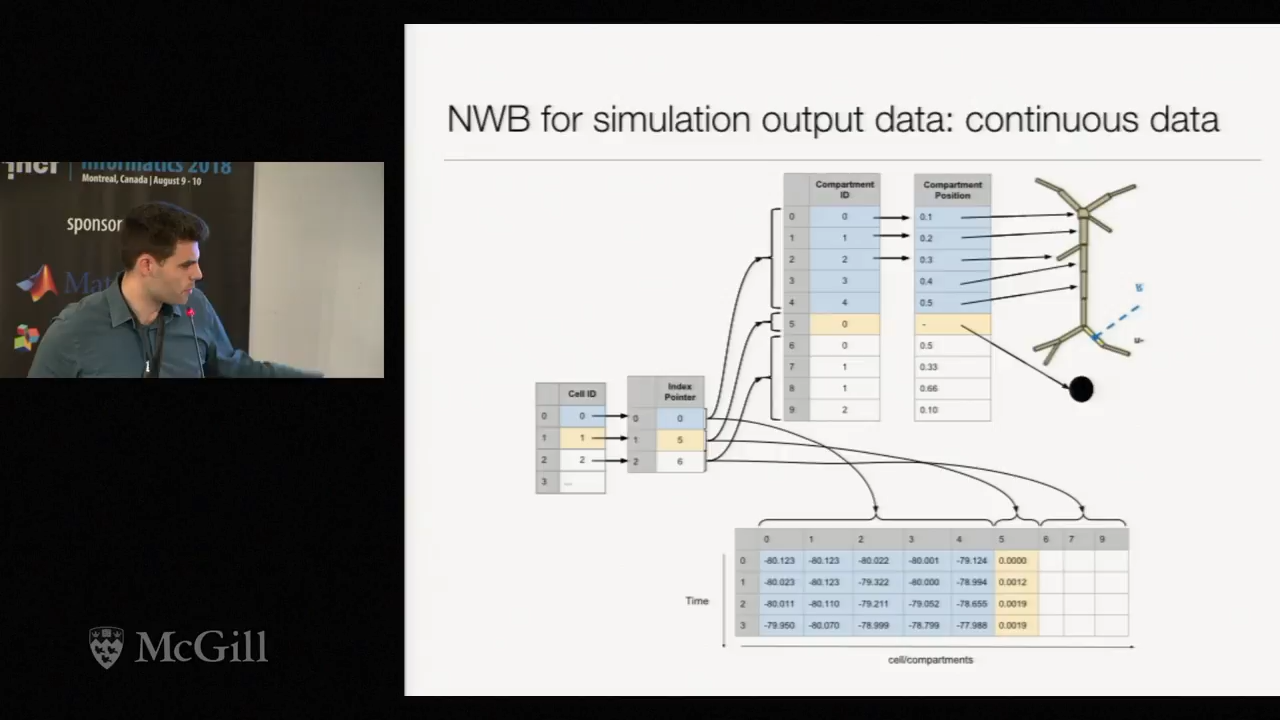 NWB for simulation output data: continuous data
incf
informatics 2018
Montreal, Canada | August 9 - 10
sponsor
Mat
McGill
Compartment ID
Compartment Position
0 0 0.1
1 1 0.2
2 2 0.3
3 3 0.4
4 4 0.5
5 0 -
6 0 0.5
7 1 0.33
8 1 0.66
9 2 0.10
Cell ID
Index Pointer
0 0 0 0
1 1 1 5
2 2 2 6
3 ...
0 1 2 3 4 5 6 7 9
0 -80.123 -80.123 -80.022 -80.001 -79.124 0.0000
1 -80.023 -80.123 -79.322 -80.000 -78.994 0.0012
2 -80.011 -80.110 -79.211 -79.052 -78.655 0.0019
3 -79.950 -80.070 -78.999 -78.799 -77.988 0.0019
Time
cell/compartments